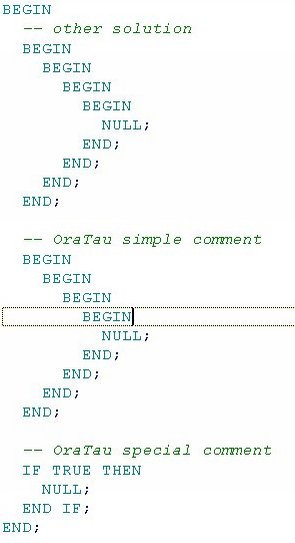 BEGIN
  -- other solution
  BEGIN
    BEGIN
      BEGIN
        BEGIN
          NULL;
        END;
      END;
    END;
  END;

  -- OraTau simple comment
  BEGIN
    BEGIN
      BEGIN
        BEGIN
          NULL;
        END;
      END;
    END;
  END;

  -- OraTau special comment
  IF TRUE THEN
    NULL;
  END IF;
END;